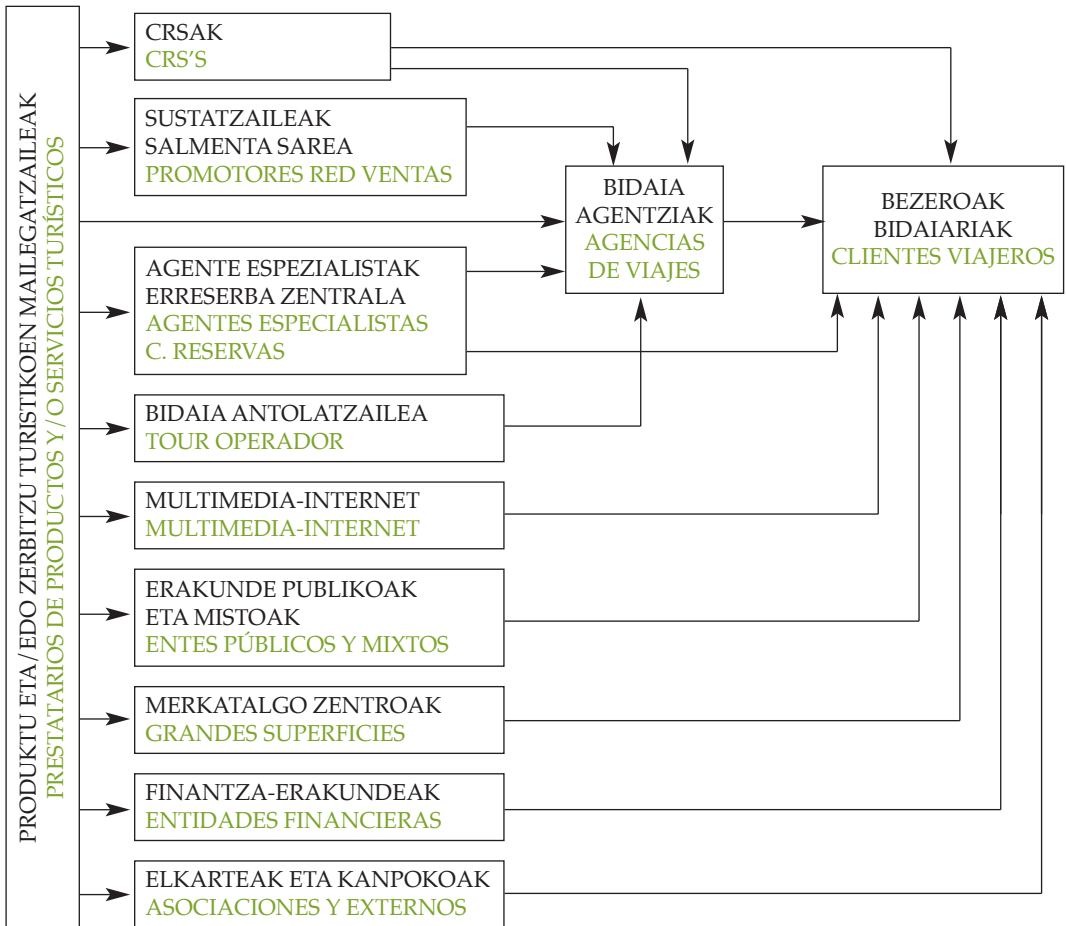 PRODUKTU ETA/EDO ZERBITZU TURISTIKOEN MAILEGATZAILEAK
PRESTATARIOS DE PRODUCTOS Y/O SERVICIOS TURÍSTICOS
CRSAK
CRS'S
SUSTATZAILEAK
SALMENTA SAREA
PROMOTORES RED VENTAS
BIDAIA
AGENTZIAK
AGENCIAS
DE VIAJES
BEZEROAK
BIDAIARIAK
CLIENTES VIAJEROS
AGENTE ESPEZIALISTAK
ERRESERBA ZENTRALA
AGENTES ESPECIALISTAS
C. RESERVAS
BIDAIA ANTOLATZAILEA
TOUR OPERADOR
MULTIMEDIA-INTERNET
MULTIMEDIA-INTERNET
ERAKUNDE PUBLIKOAK
ETA MISTOAK
ENTES PÚBLICOS Y MIXTOS
MERKATALGO ZENTROAK
GRANDES SUPERFICIES
FINANTZA-ERAKUNDEAK
ENTIDADES FINANCIERAS
ELKARTEAK ETA KANPOKOAK
ASOCIACIONES Y EXTERNOS